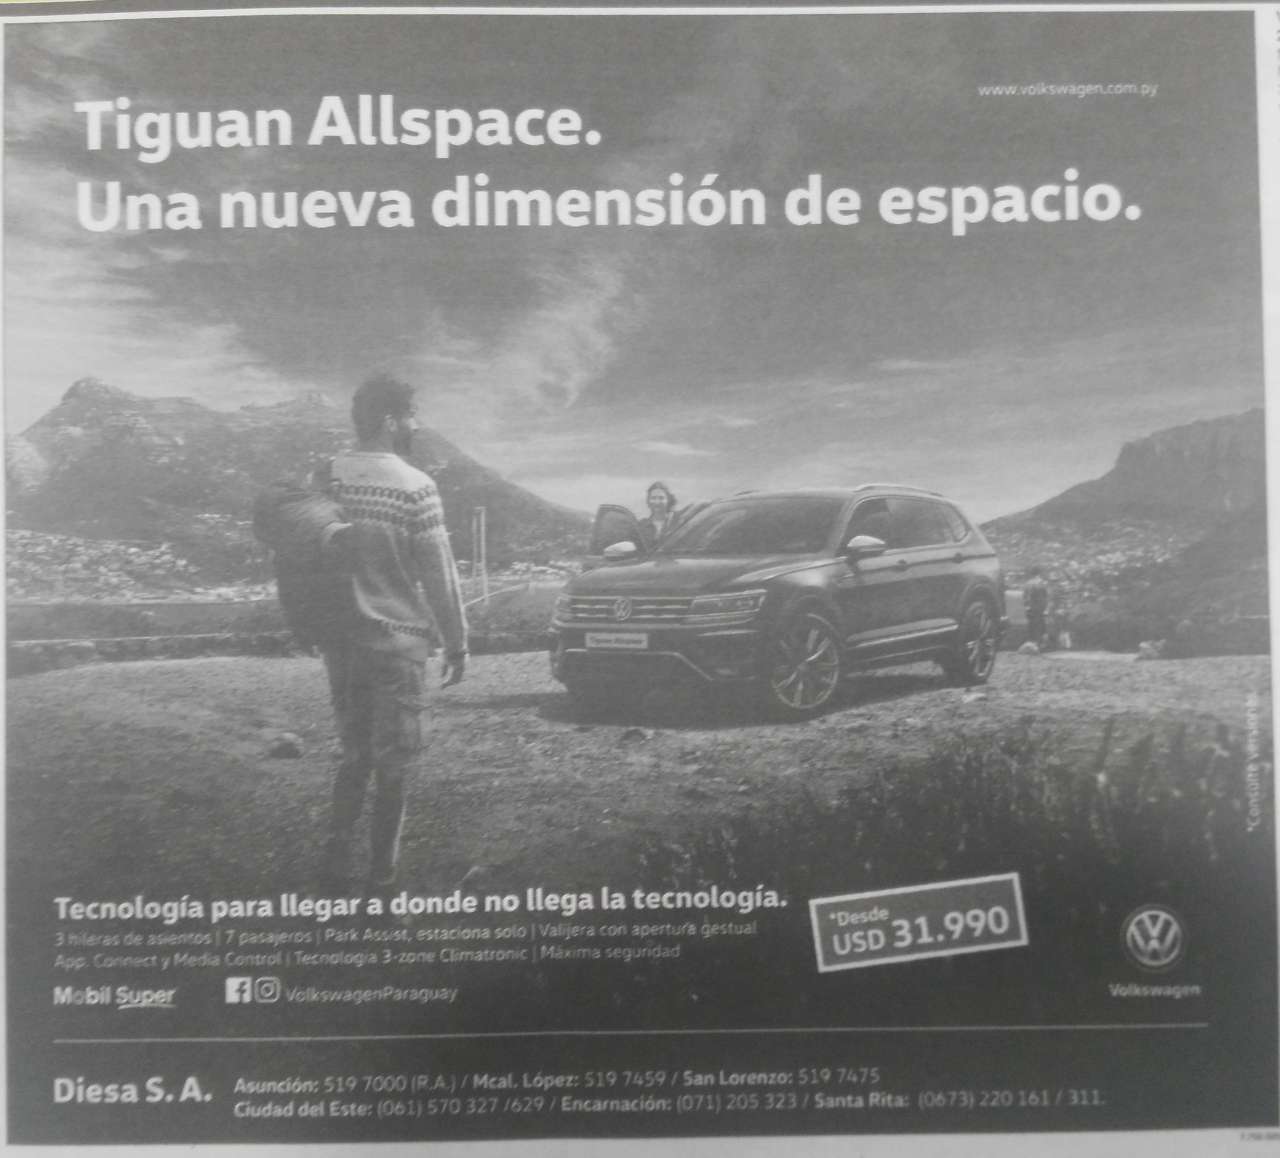 www.volkswagen.com.py
Tiguan Allspace.
Una nueva dimensión de espacio.
Tiguan Allspace
*Consulte versiones.
Tecnología para llegar a donde no llega la tecnología.
3 hileras de asientos | 7 pasajeros | Park Assist, estaciona solo | Valijera con apertura gestual
App. Connect y Media Control | Tecnología 3-zone Climatronic | Máxima seguridad
*Desde
USD 31.990
Mobil Super
VolkswagenParaguay
Volkswagen
Diesa S.A.
Asunción: 519 7000 (R.A.) / Mcal. López: 519 7459 / San Lorenzo: 519 7475
Ciudad del Este: (061) 570 327 /629 / Encarnación: (071) 205 323 / Santa Rita: (0673) 220 161 / 311.